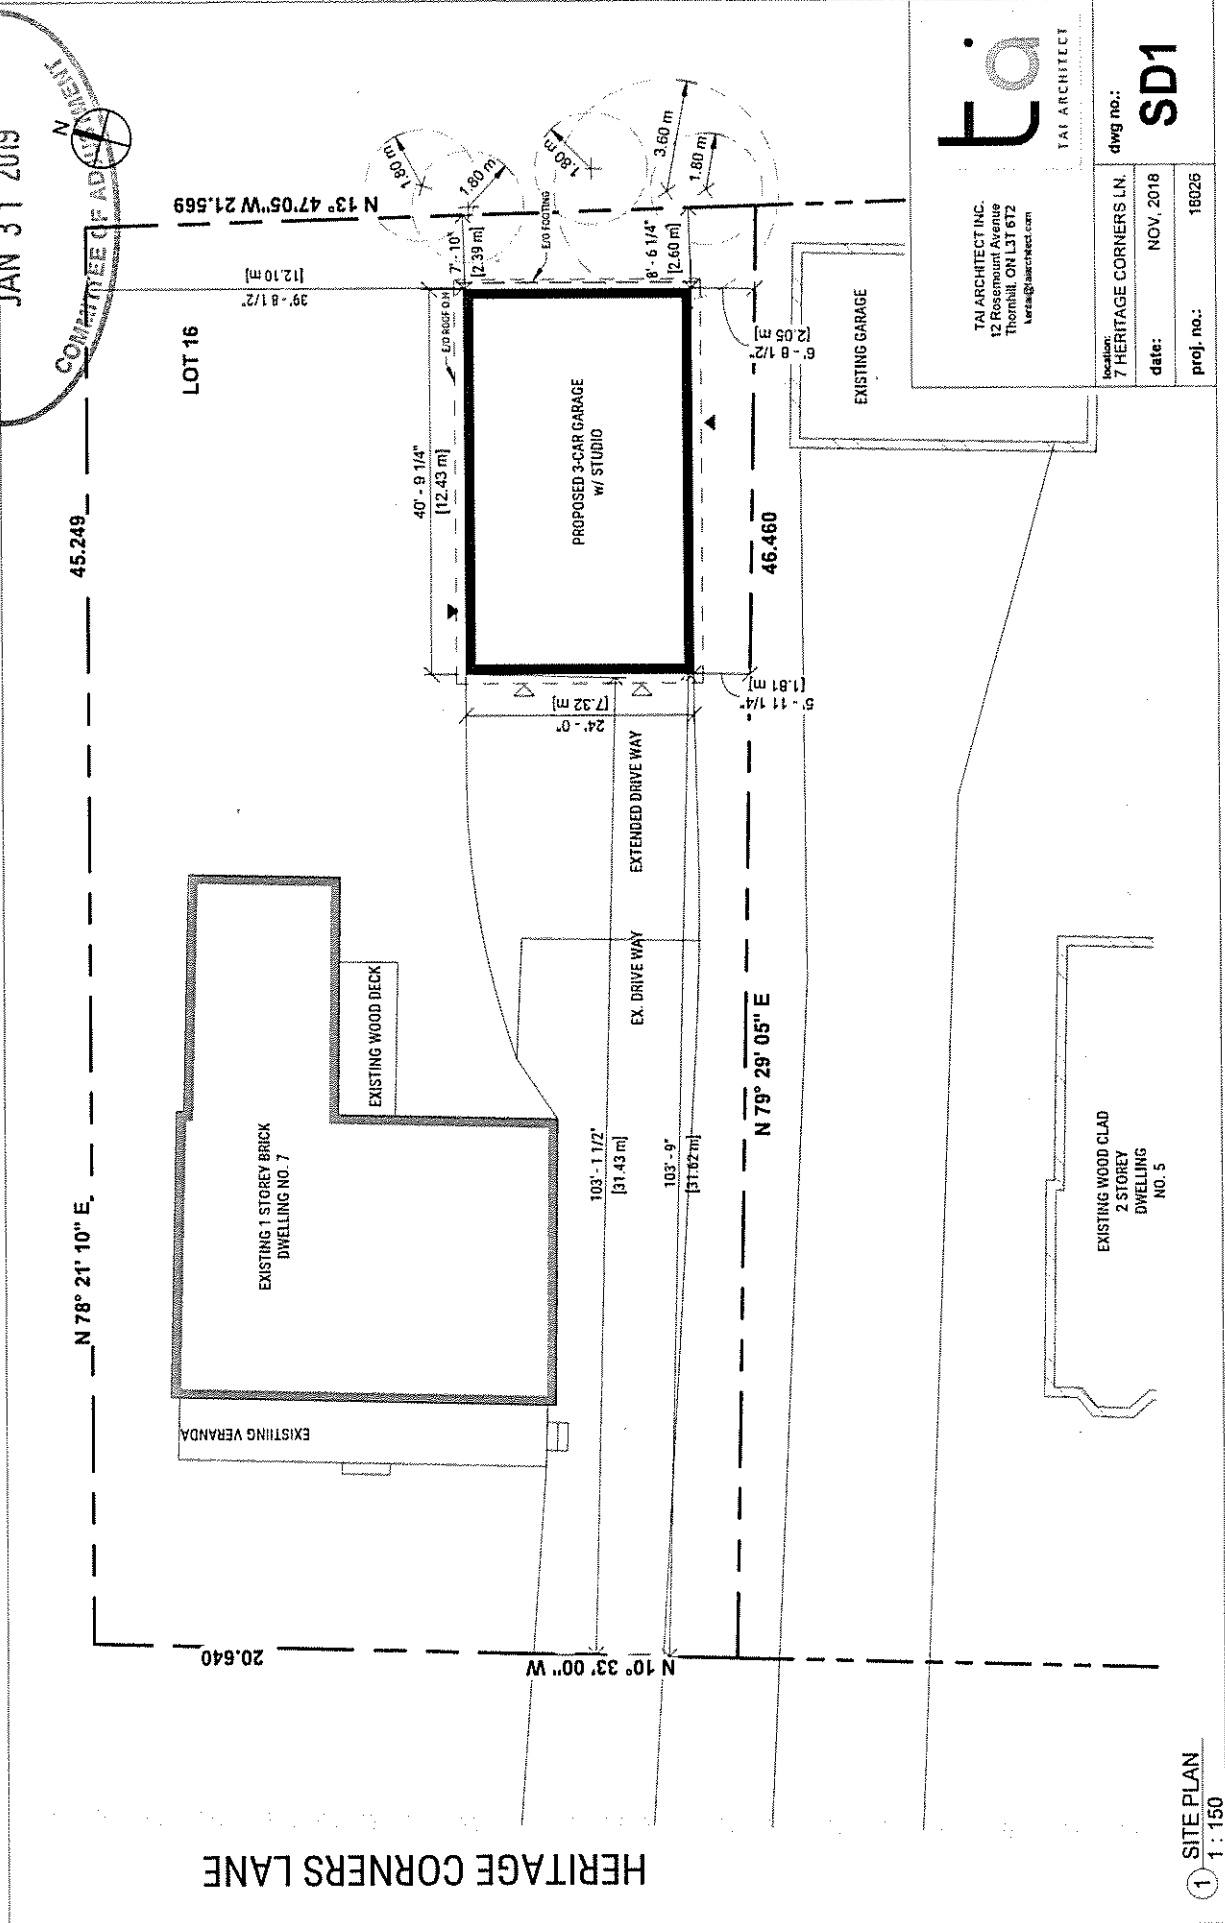 JAN 31 2019
COMMITTEE OF ADJUSTMENT
N
45.249
N 78° 21' 10" E
LOT 16
39' - 8 1/2"
[12.10 m]
N 13° 47'05"W 21.569
1.80 m
1.80 m
1.80 m
3.60 m
1.80 m
7' - 10"
[2.39 m]
E/O FOOTING
8' - 6 1/4"
[2.60 m]
E/O ROOF O.H
40' - 9 1/4"
[12.43 m]
PROPOSED 3-CAR GARAGE
w/ STUDIO
6' - 8 1/2"
[2.05 m]
5' - 11 1/4"
[1.81 m]
24' - 0"
[7.32 m]
46.460
N 79° 29' 05" E
EXISTING GARAGE
EXTENDED DRIVE WAY
EX. DRIVE WAY
103' - 1 1/2"
[31.43 m]
103' - 9"
[31.62 m]
EXISTING WOOD DECK
EXISTING 1 STOREY BRICK
DWELLING NO. 7
EXISTIING VERANDA
EXISTING WOOD CLAD
2 STOREY
DWELLING
NO. 5
20.640
N 10° 33' 00" W
HERITAGE CORNERS LANE
1 SITE PLAN
1 : 150
tai
TAI ARCHITECT
TAI ARCHITECT INC.
12 Rosemount Avenue
Thornhill, ON L3T 6T2
location:
7 HERITAGE CORNERS LN.
date: NOV, 2018
proj. no.: 18026
dwg no.:
SD1